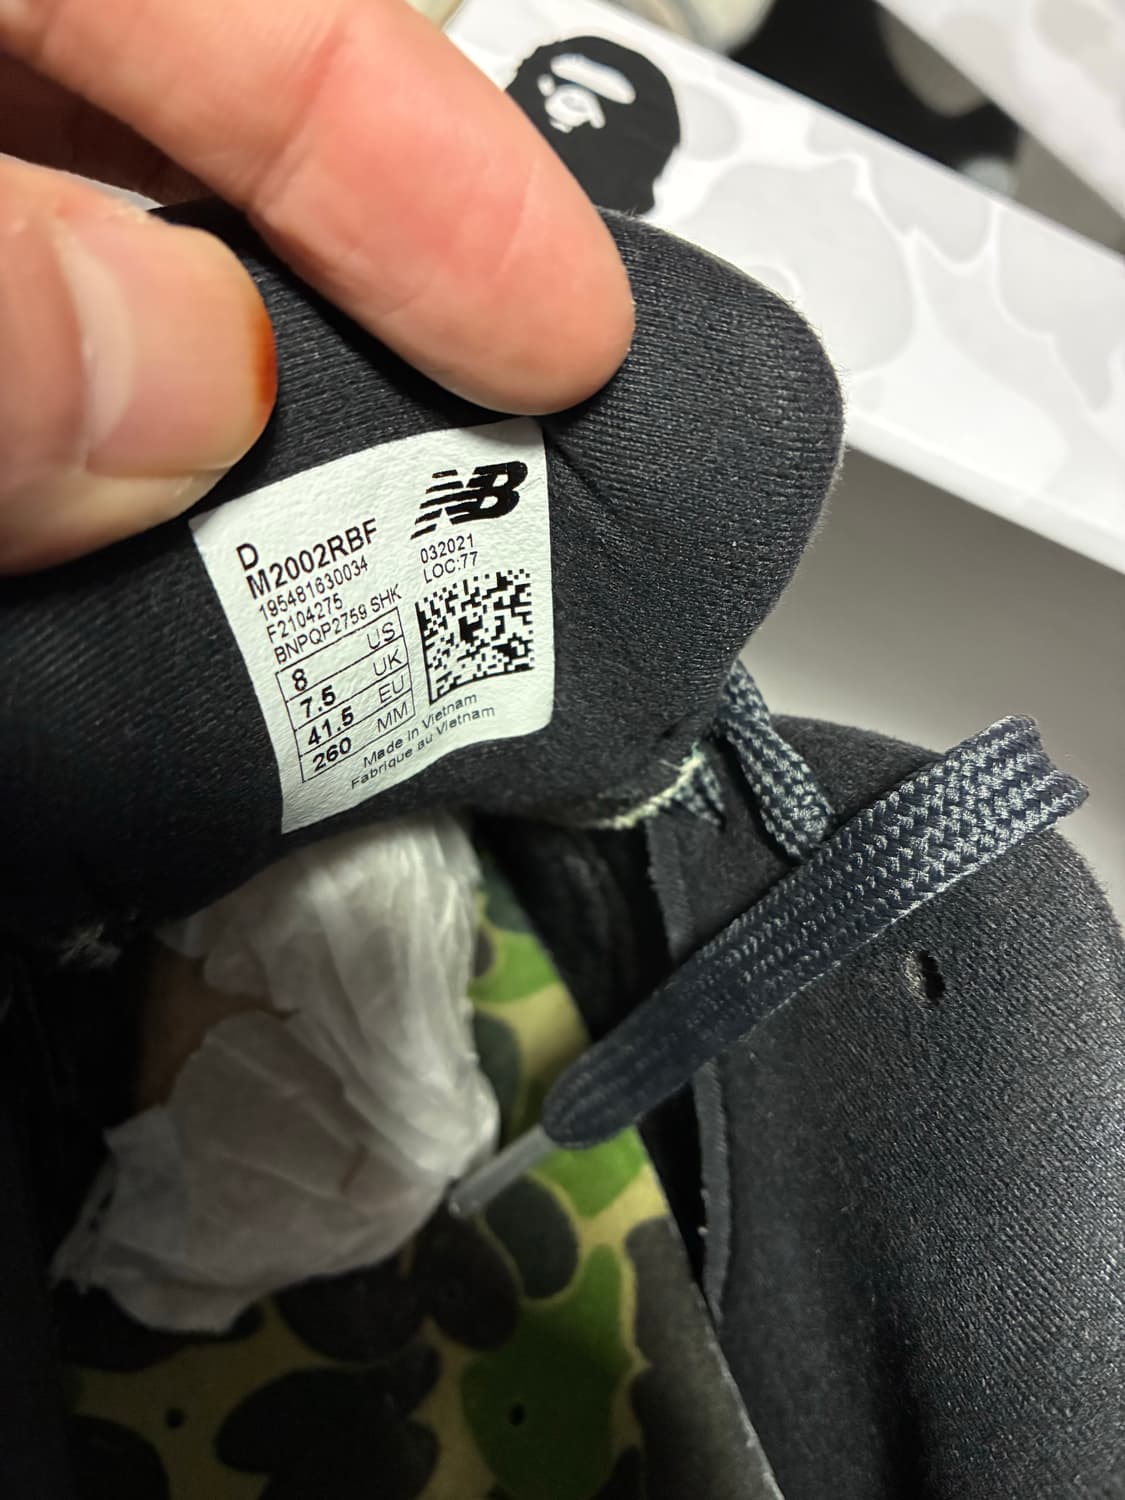 D
M2002RBF
195481630034
F2104275
BNPQP2759 SHK
8 US
7.5 UK
41.5 EU
260 MM
NB
032021
LOC:77
Made in Vietnam
Fabriqué au Vietnam